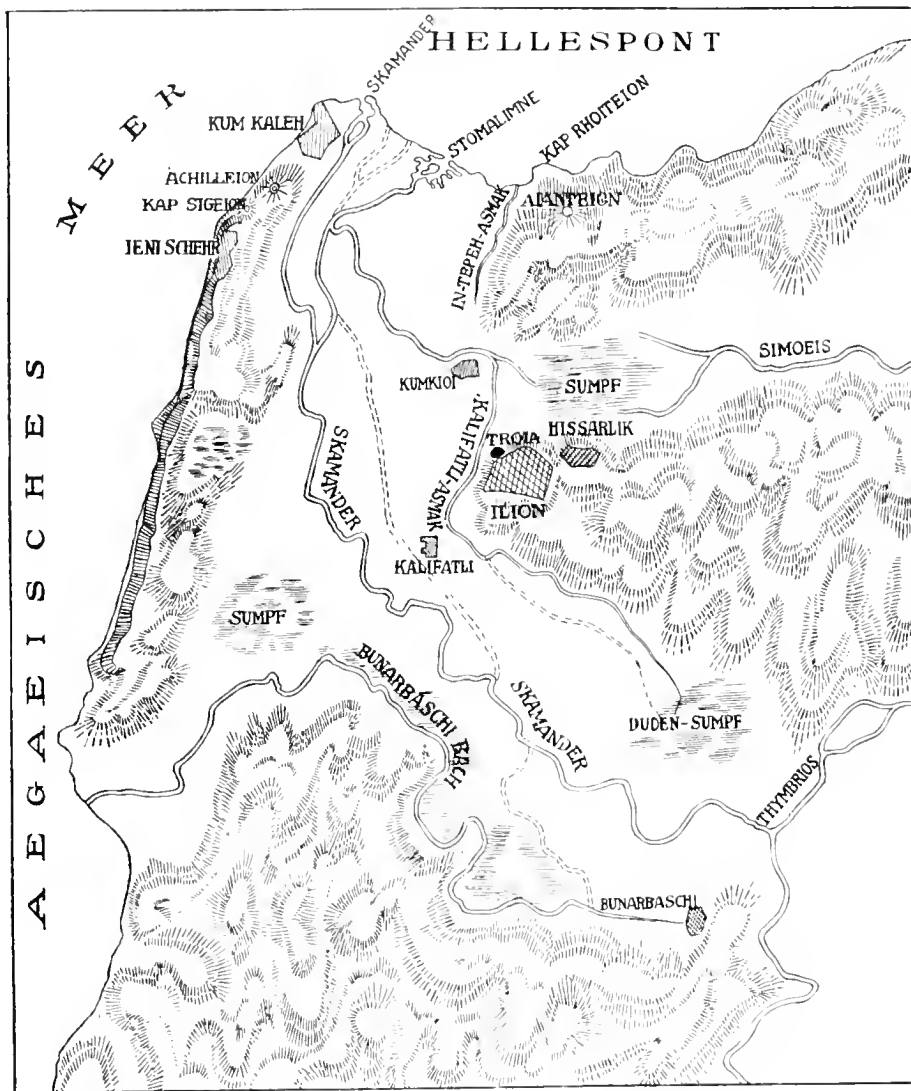 HELLESPONT
AEGAEISCHES MEER
SKAMANDER
KUM KALEH
STOMALIMNE
KAP RHOITEION
ACHILLEION
AIANTEION
KAP SIGEION
IN-TEPEH-ASMAK
JENI SCHEHR
SIMOEIS
KUMKIOI
SUMPF
HISSARLIK
TROIA
KALIFATLI-ASMAK
SKAMANDER
ILION
KALIFATLI
SUMPF
BUNARBASCHI BACH
SKAMANDER
DUDEN-SUMPF
THYMBRIOS
BUNARBASCHI